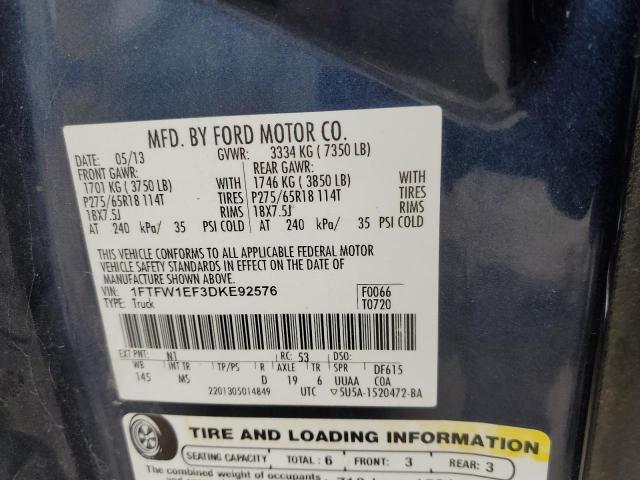 MFD. BY FORD MOTOR CO.
DATE: 05/13 GVWR: 3334 KG ( 7350 LB)
FRONT GAWR: REAR GAWR:
1701 KG ( 3750 LB) WITH 1746 KG ( 3850 LB) WITH
P275/65R18 114T TIRES P275/65R18 114T TIRES
18X7.5J RIMS 18X7.5J RIMS
AT 240 kPa/ 35 PSI COLD AT 240 kPa/ 35 PSI COLD
THIS VEHICLE CONFORMS TO ALL APPLICABLE FEDERAL MOTOR
VEHICLE SAFETY STANDARDS IN EFFECT ON THE DATE OF
MANUFACTURE SHOWN ABOVE.
VIN: 1FTFW1EF3DKE92576 F0066
TYPE: Truck T0720
EXT PNT: N1 RC: 53 DSO:
WB INT TR TP/PS R AXLE TR SPR DF615
145 MS D 19 6 UUAA COA
2201305014849 UTC ▽5U5A-1520472-BA
TIRE AND LOADING INFORMATION
SEATING CAPACITY TOTAL : 6 FRONT: 3 REAR: 3
The combined weight of occupants